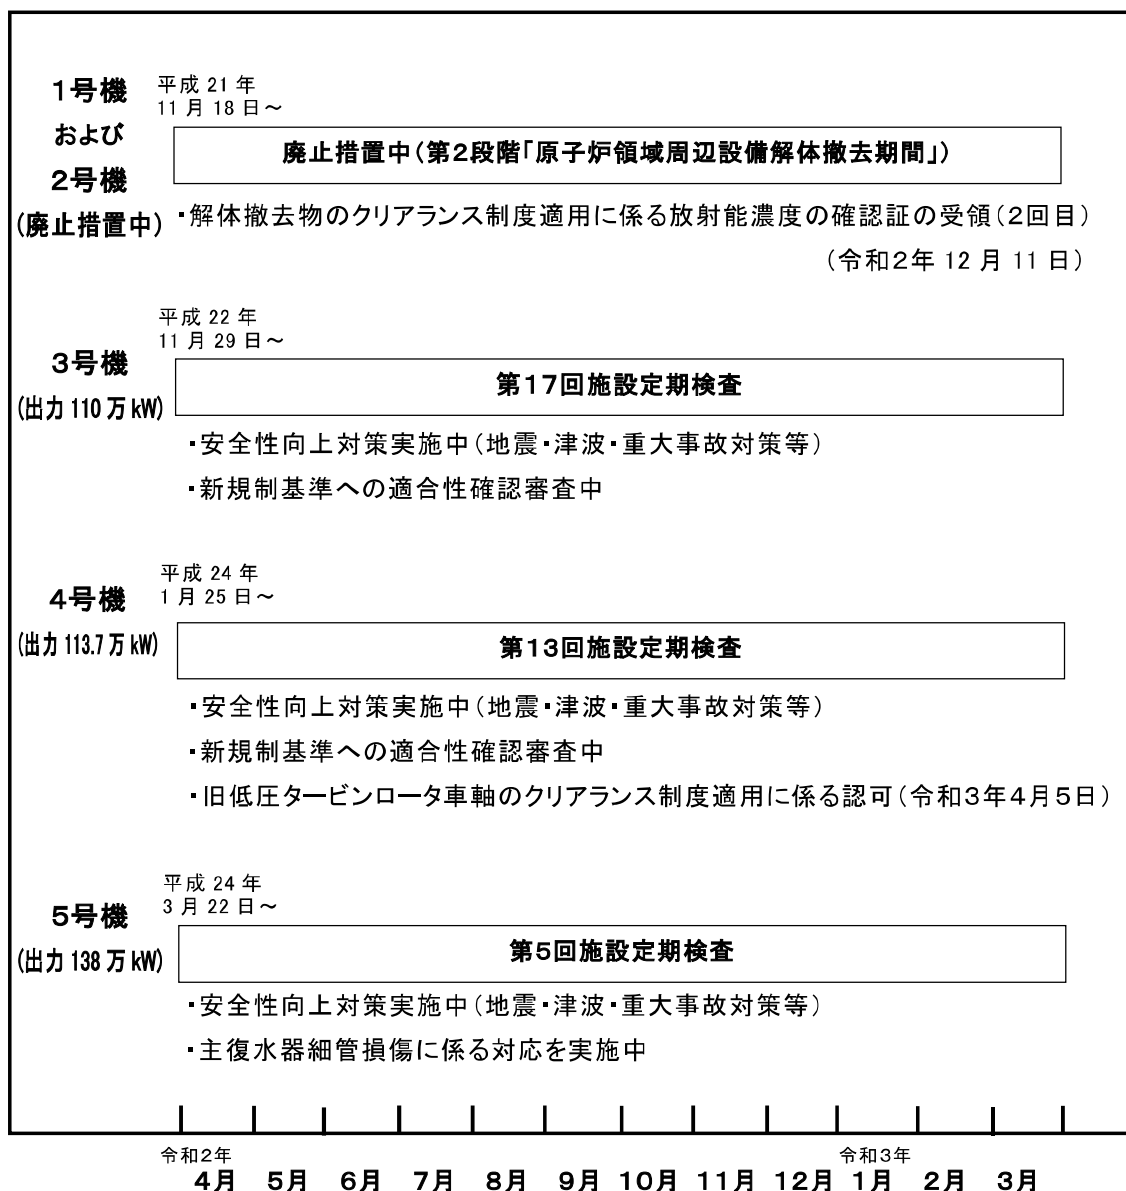 1号機
および
2号機
(廃止措置中)
平成 21 年
11 月 18 日～
廃止措置中(第2段階「原子炉領域周辺設備解体撤去期間」)
・解体撤去物のクリアランス制度適用に係る放射能濃度の確認証の受領(2回目)
(令和2年 12 月 11 日)
3号機
(出力 110 万 kW)
平成 22 年
11 月 29 日～
第17回施設定期検査
・安全性向上対策実施中(地震・津波・重大事故対策等)
・新規制基準への適合性確認審査中
4号機
(出力 113.7 万 kW)
平成 24 年
1 月 25 日～
第13回施設定期検査
・安全性向上対策実施中(地震・津波・重大事故対策等)
・新規制基準への適合性確認審査中
・旧低圧タービンロータ車軸のクリアランス制度適用に係る認可(令和3年4月5日)
5号機
(出力 138 万 kW)
平成 24 年
3 月 22 日～
第5回施設定期検査
・安全性向上対策実施中(地震・津波・重大事故対策等)
・主復水器細管損傷に係る対応を実施中
令和2年 令和3年
4月 5月 6月 7月 8月 9月 10月 11月 12月 1月 2月 3月